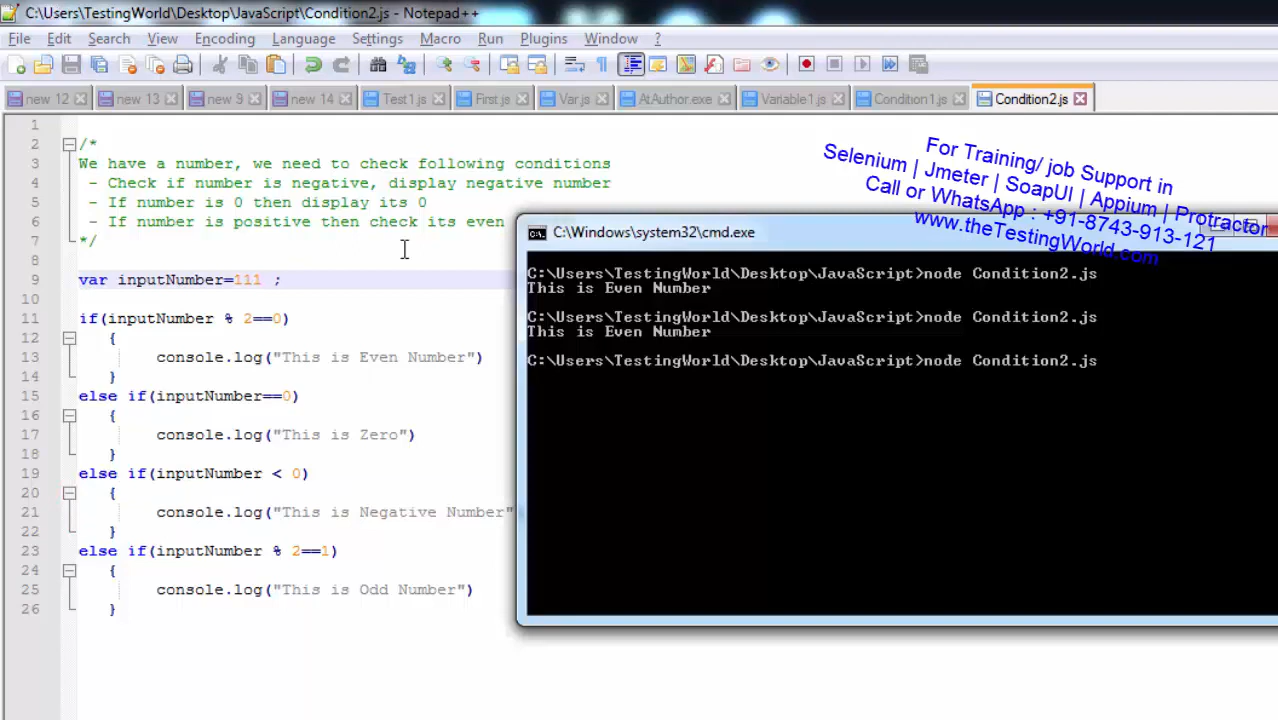 C:\Users\TestingWorld\Desktop\JavaScript\Condition2.js - Notepad++
File Edit Search View Encoding Language Settings Macro Run Plugins Window ?
new 12 new 13 new 9 new 14 Test1.js First.js Var.js AtAuthor.exe Variable1.js Condition1.js Condition2.js
1
2 /*
3 We have a number, we need to check following conditions
4 - Check if number is negative, display negative number
5 - If number is 0 then display its 0
6 - If number is positive then check its even
7 */
8
9 var inputNumber=111 ;
10
11 if(inputNumber % 2==0)
12 {
13 console.log("This is Even Number")
14 }
15 else if(inputNumber==0)
16 {
17 console.log("This is Zero")
18 }
19 else if(inputNumber < 0)
20 {
21 console.log("This is Negative Number"
22 }
23 else if(inputNumber % 2==1)
24 {
25 console.log("This is Odd Number")
26 }
For Training/ job Support in
Selenium | Jmeter | SoapUI | Appium | Protractor
Call or WhatsApp : +91-8743-913-121
www.theTestingWorld.com
C:\Windows\system32\cmd.exe
C:\Users\TestingWorld\Desktop\JavaScript>node Condition2.js
This is Even Number
C:\Users\TestingWorld\Desktop\JavaScript>node Condition2.js
This is Even Number
C:\Users\TestingWorld\Desktop\JavaScript>node Condition2.js